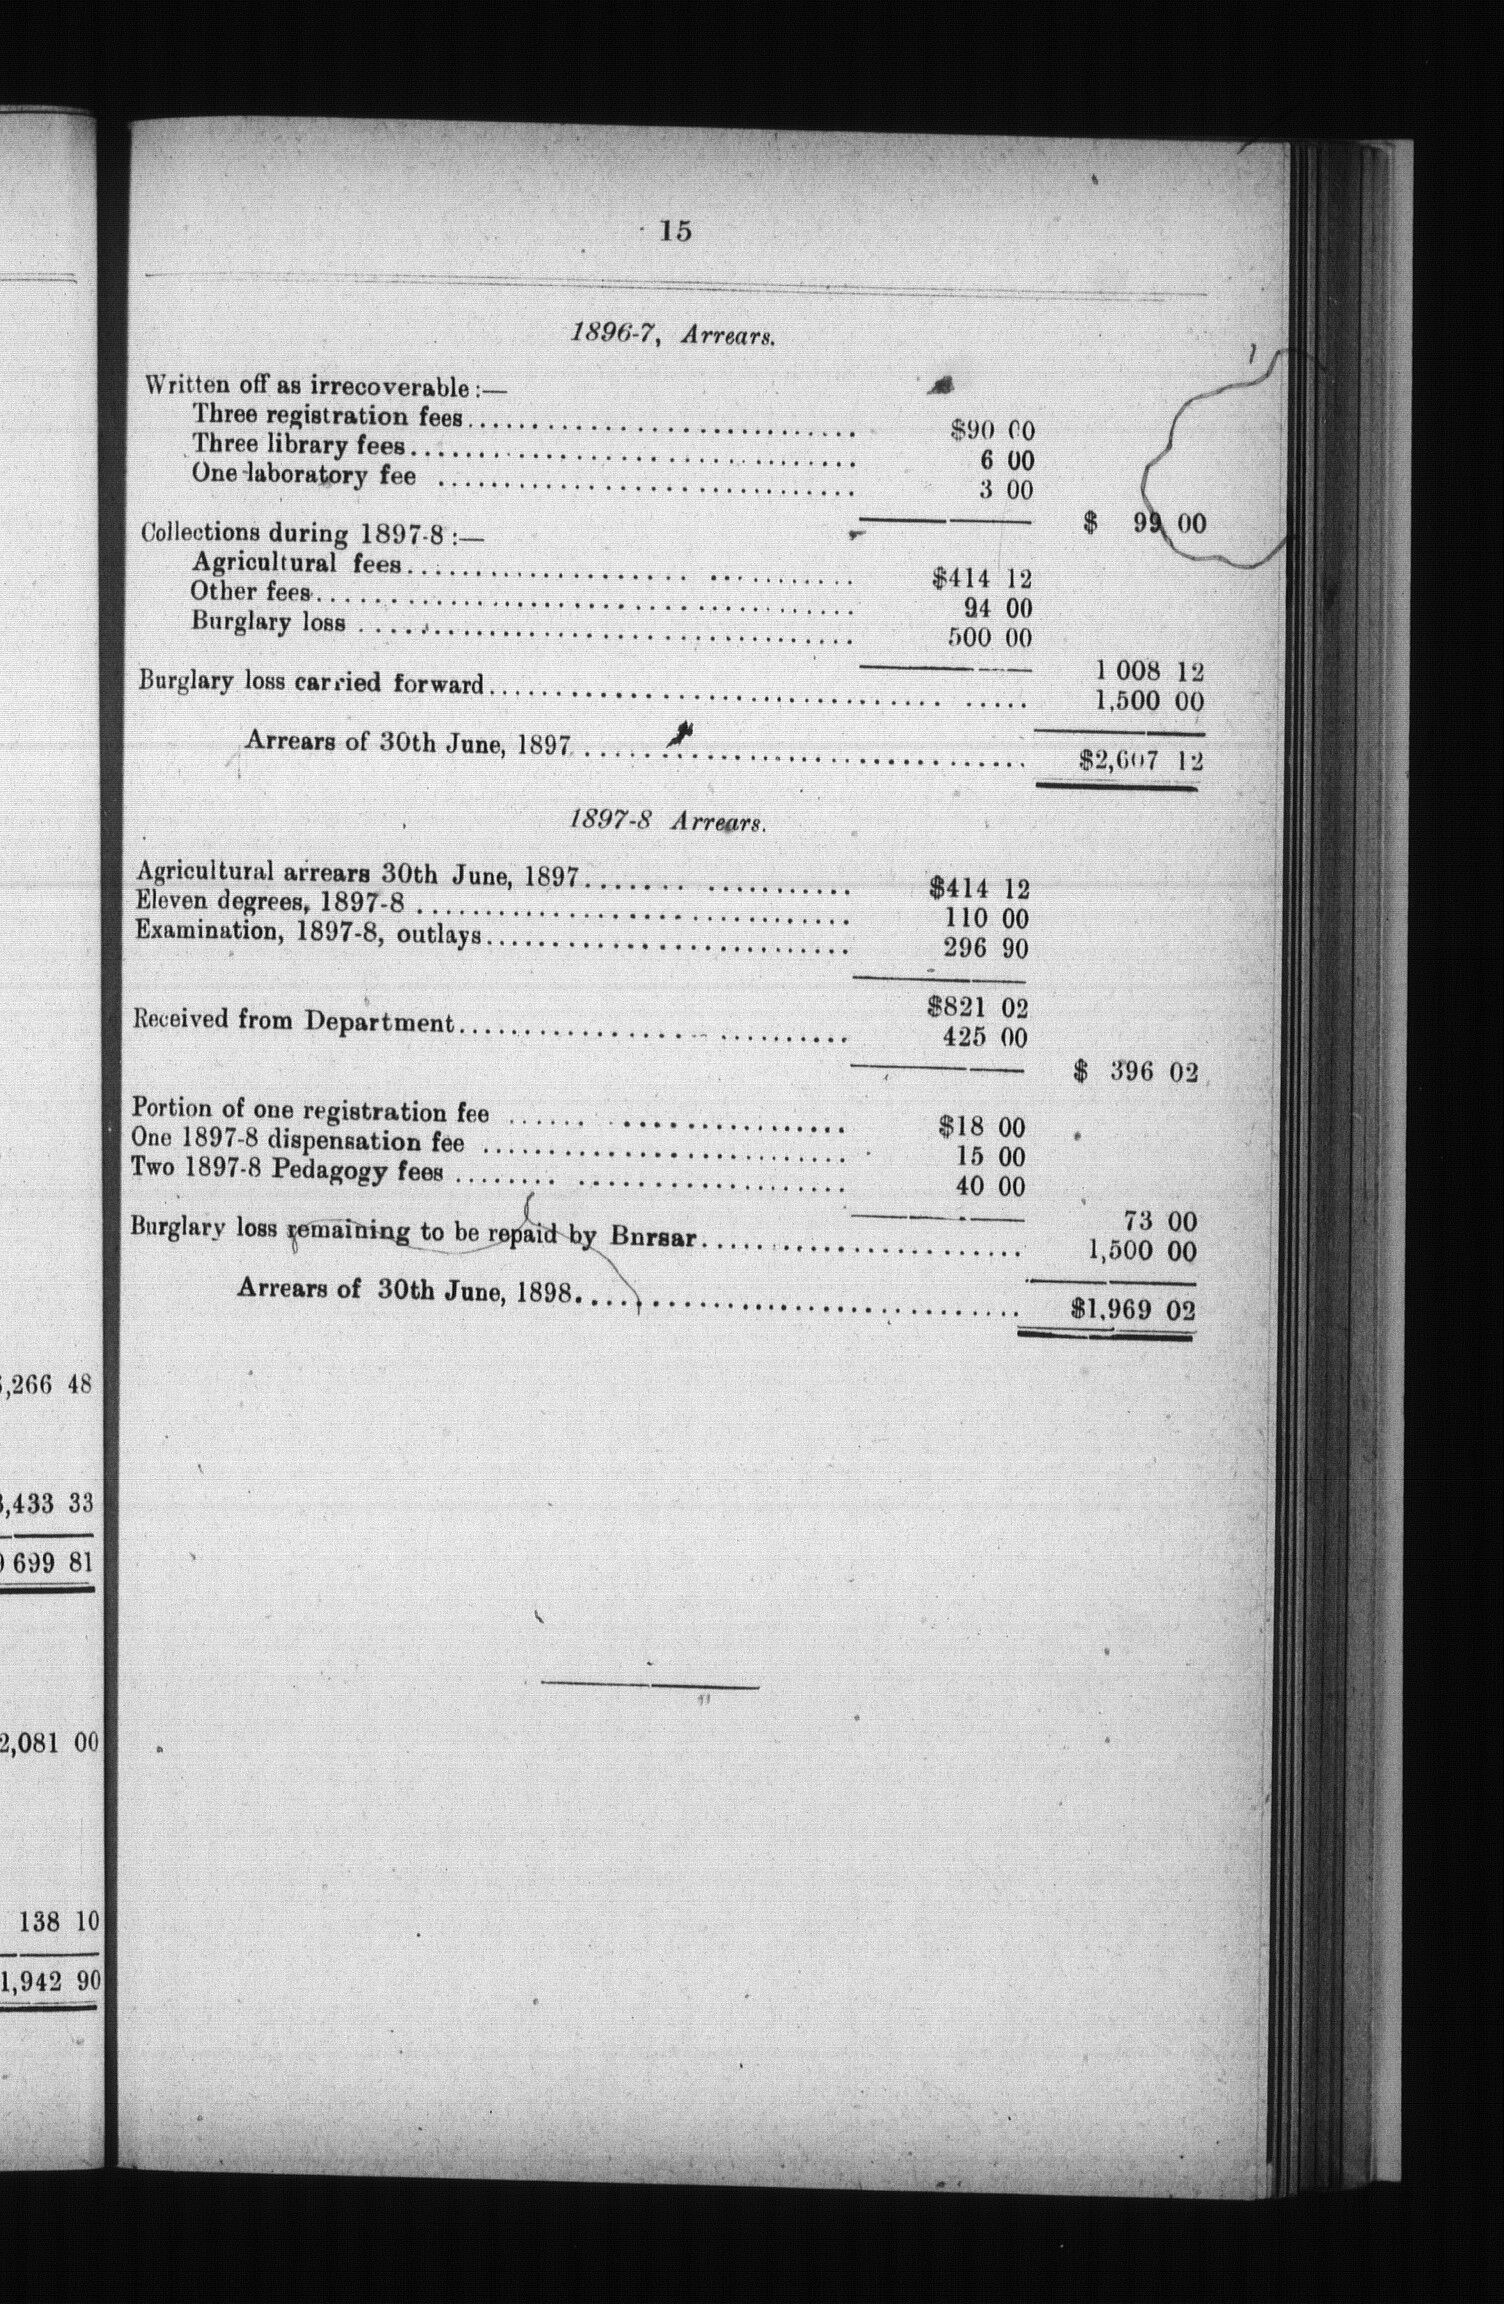 15
1896-7, Arrears.
Written off as irrecoverable :—
Three registration fees........................... $90 00
Three library fees.............................. 6 00
One laboratory fee ............................ 3 00
$ 99 00
Collections during 1897-8 :—
Agricultural fees............................... $414 12
Other fees..................................... 94 00
Burglary loss .................................. 500 00
1 008 12
Burglary loss carried forward..................................... 1,500 00
Arrears of 30th June, 1897 ............................... $2,607 12
1897-8 Arrears.
Agricultural arrears 30th June, 1897.................. $414 12
Eleven degrees, 1897-8 .............................. 110 00
Examination, 1897-8, outlays......................... 296 90
$821 02
Received from Department........................... 425 00
$ 396 02
Portion of one registration fee ..................... $18 00
One 1897-8 dispensation fee ......................... 15 00
Two 1897-8 Pedagogy fees ......................... 40 00
73 00
Burglary loss remaining to be repaid by Bnrsar........................ 1,500 00
Arrears of 30th June, 1898............................... $1,969 02
,266 48
,433 33
699 81
2,081 00
138 10
1,942 90